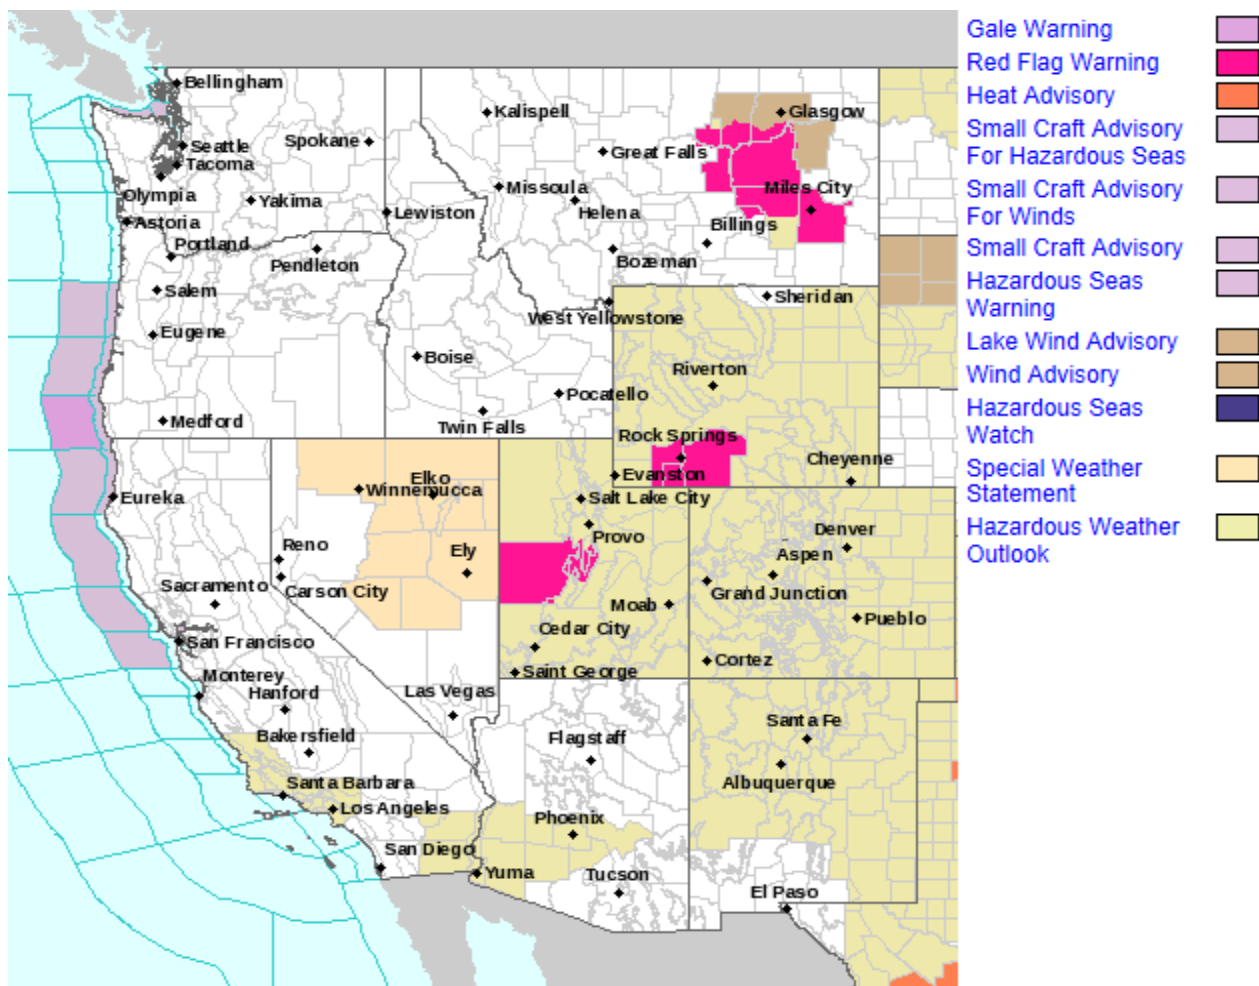 Bellingham
Kalispell
Glasgow
Seattle
Spokane
Great Falls
Tacoma
Olympia
Yakima
Missoula
Miles City
Astoria
Lewiston
Helena
Billings
Portland
Pendleton
Bozeman
Salem
Sheridan
Eugene
West Yellowstone
Boise
Riverton
Pocatello
Medford
Twin Falls
Rock Springs
Cheyenne
Elko
Evanston
Winnemucca
Eureka
Salt Lake City
Denver
Reno
Ely
Provo
Aspen
Sacramento
Carson City
Grand Junction
Moab
Pueblo
San Francisco
Cedar City
Cortez
Monterey
Saint George
Hanford
Las Vegas
Santa Fe
Bakersfield
Flagstaff
Santa Barbara
Albuquerque
Los Angeles
Phoenix
San Diego
Yuma
Tucson
El Paso
Gale Warning
Red Flag Warning
Heat Advisory
Small Craft Advisory
For Hazardous Seas
Small Craft Advisory
For Winds
Small Craft Advisory
Hazardous Seas
Warning
Lake Wind Advisory
Wind Advisory
Hazardous Seas
Watch
Special Weather
Statement
Hazardous Weather
Outlook